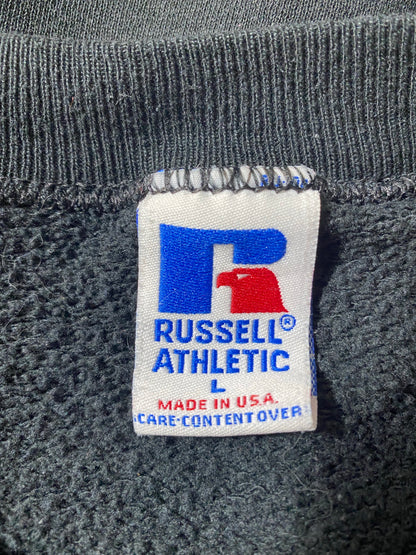 RUSSELL®
ATHLETIC
L
MADE IN U.S.A.
CARE-CONTENT OVER